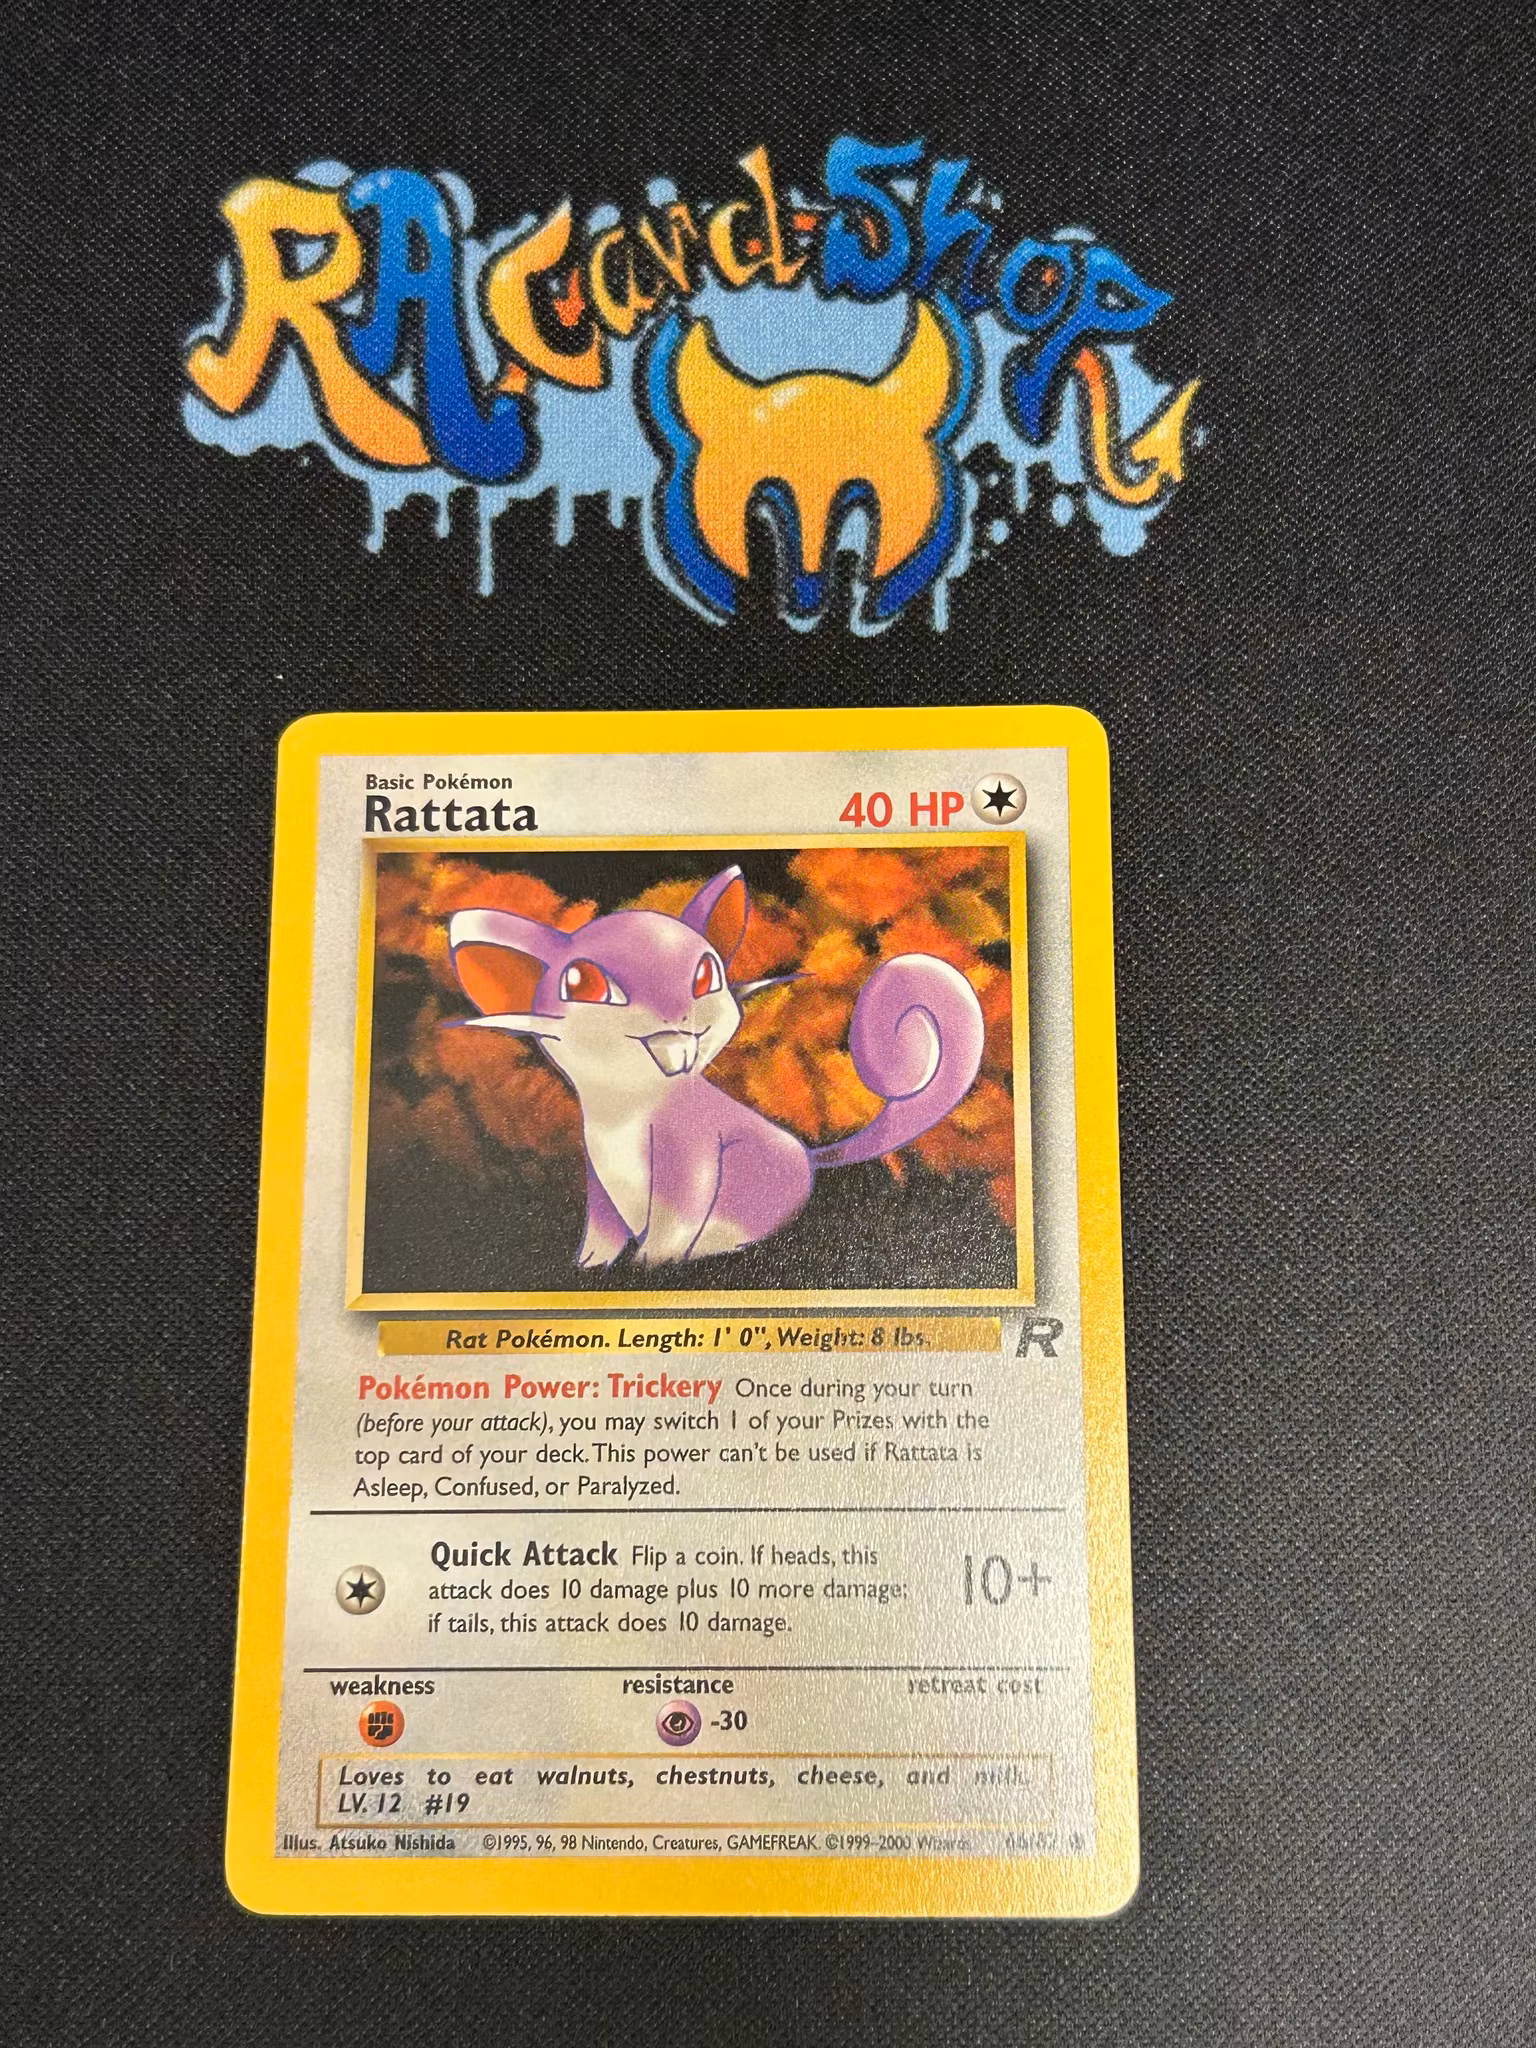 RA Card-Shop
Basic Pokémon
Rattata 40 HP
Rat Pokémon. Length: 1' 0", Weight: 8 lbs.
R
Pokémon Power: Trickery Once during your turn
(before your attack), you may switch 1 of your Prizes with the
top card of your deck. This power can't be used if Rattata is
Asleep, Confused, or Paralyzed.
Quick Attack Flip a coin. If heads, this
attack does 10 damage plus 10 more damage;
if tails, this attack does 10 damage.
10+
weakness resistance retreat cost
-30
Loves to eat walnuts, chestnuts, cheese, and milk.
LV. 12 #19
Illus. Atsuko Nishida ©1995, 96, 98 Nintendo, Creatures, GAMEFREAK. ©1999–2000 Wizards.